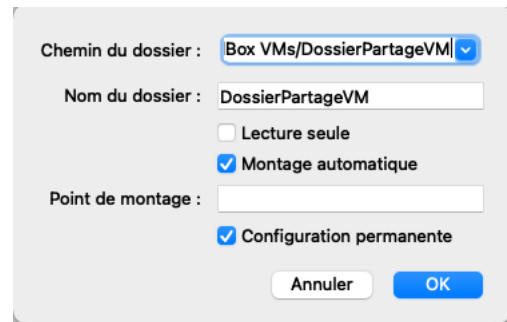 Chemin du dossier : Box VMs/DossierPartageVM
Nom du dossier : DossierPartageVM
Lecture seule
Montage automatique
Point de montage :
Configuration permanente
Annuler OK